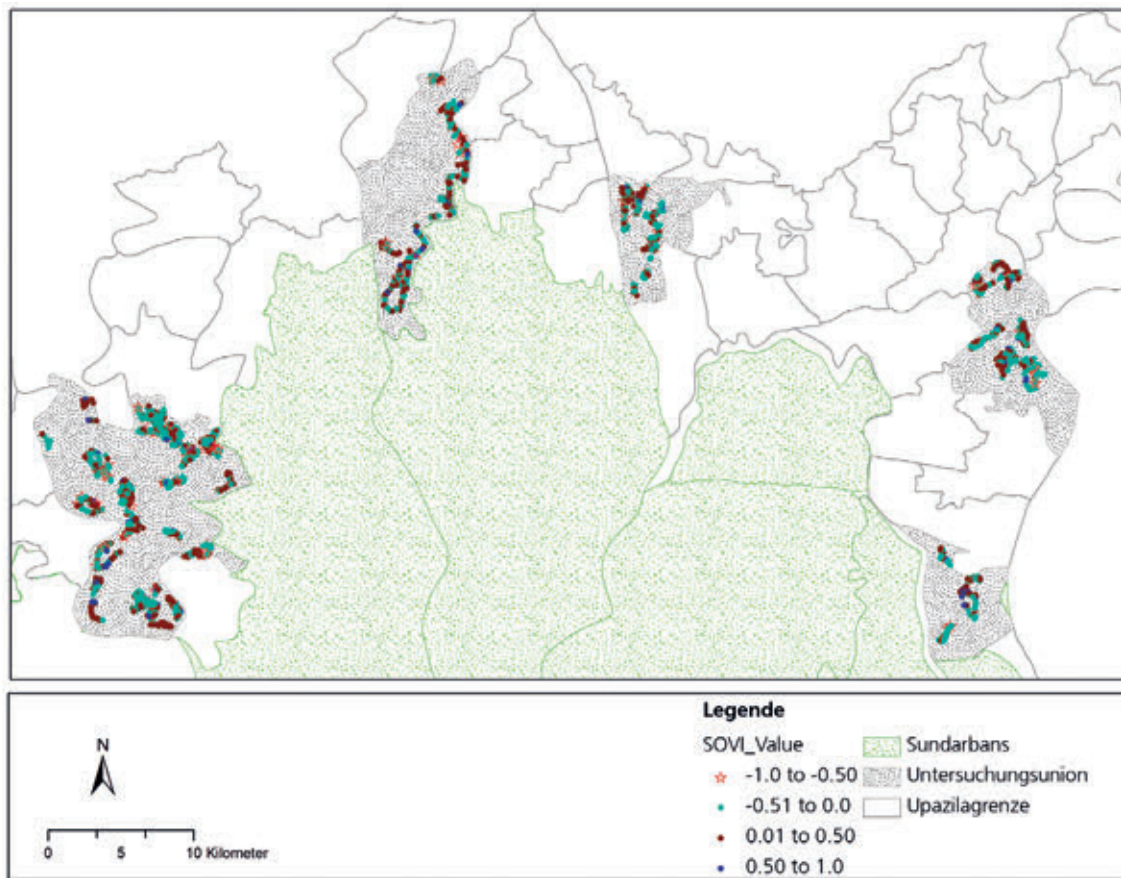 N
0 5 10 Kilometer
Legende
SOVI_Value
-1.0 to -0.50
-0.51 to 0.0
0.01 to 0.50
0.50 to 1.0
Sundarbans
Untersuchungsunion
Upazilagrenze